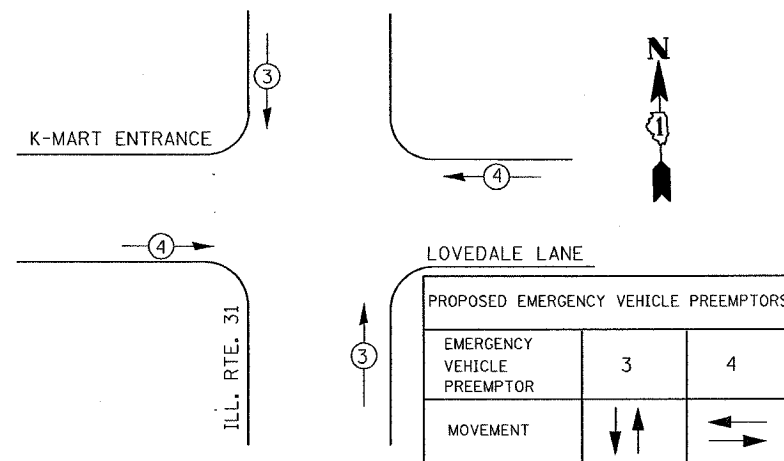 3
N
1
K-MART ENTRANCE
4
4
LOVEDALE LANE
ILL. RTE. 31
3
PROPOSED EMERGENCY VEHICLE PREEMPTORS
EMERGENCY
VEHICLE
PREEMPTOR
3
4
MOVEMENT